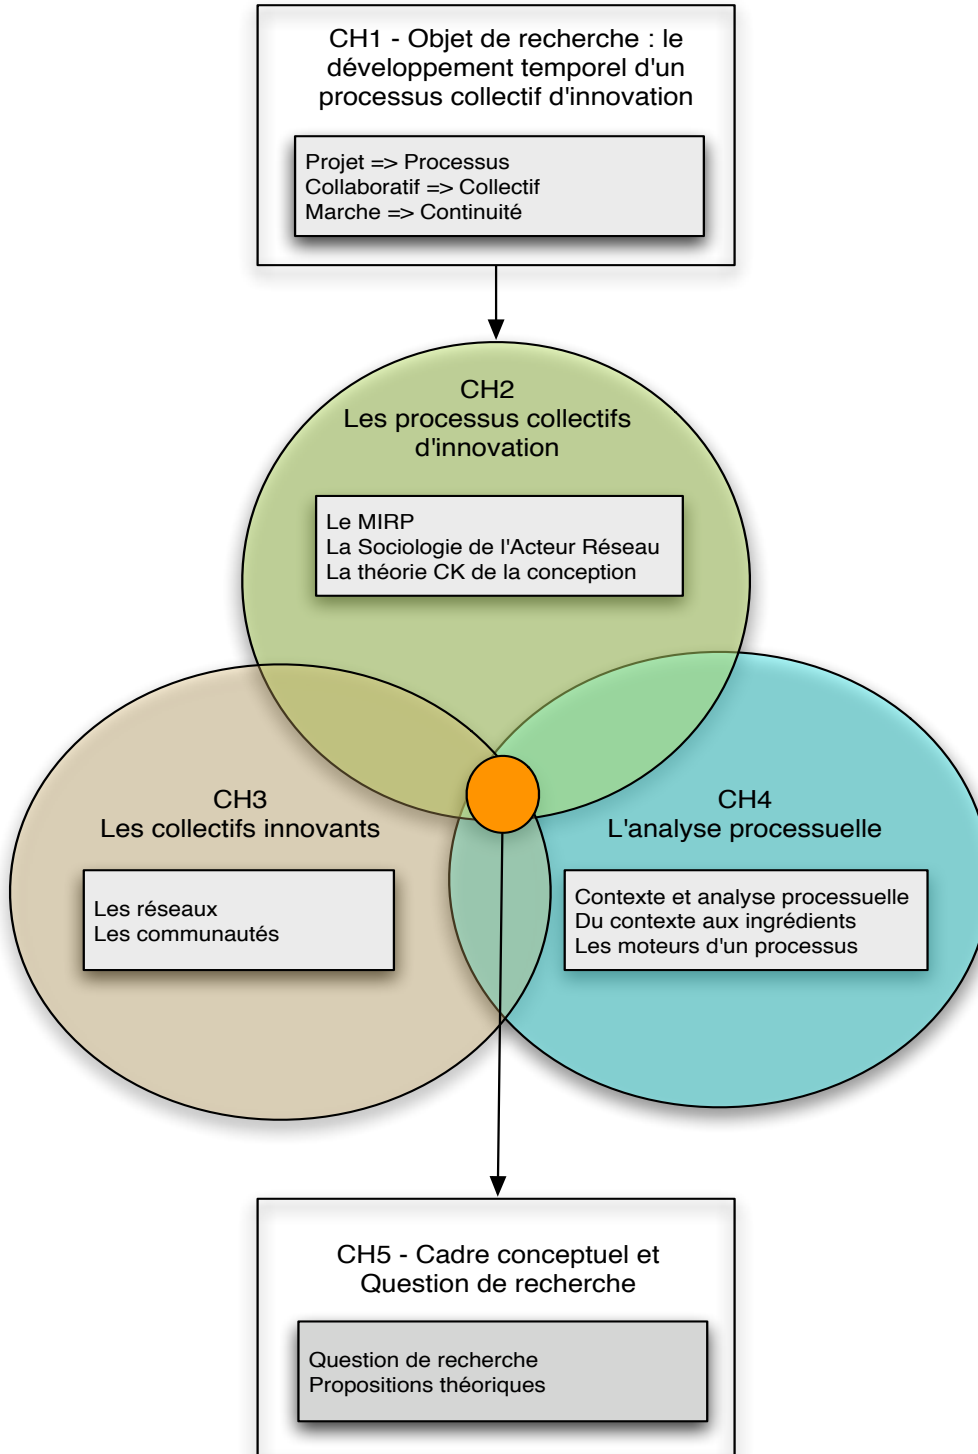 CH1 - Objet de recherche : le
développement temporel d'un
processus collectif d'innovation
Projet => Processus
Collaboratif => Collectif
Marche => Continuité
CH2
Les processus collectifs
d'innovation
Le MIRP
La Sociologie de l'Acteur Réseau
La théorie CK de la conception
CH3
Les collectifs innovants
Les réseaux
Les communautés
CH4
L'analyse processuelle
Contexte et analyse processuelle
Du contexte aux ingrédients
Les moteurs d'un processus
CH5 - Cadre conceptuel et
Question de recherche
Question de recherche
Propositions théoriques